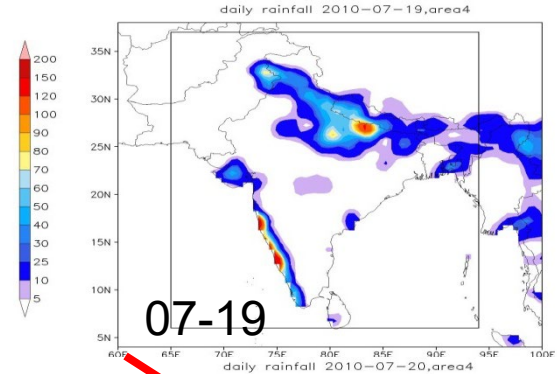 daily rainfall 2010-07-19,area4
200
150
120
100
90
80
70
60
50
40
30
25
10
5
35N
30N
25N
20N
15N
10N
5N
07-19
60E 65E 70E 75E 80E 85E 90E 95E 100E
daily rainfall 2010-07-20,area4